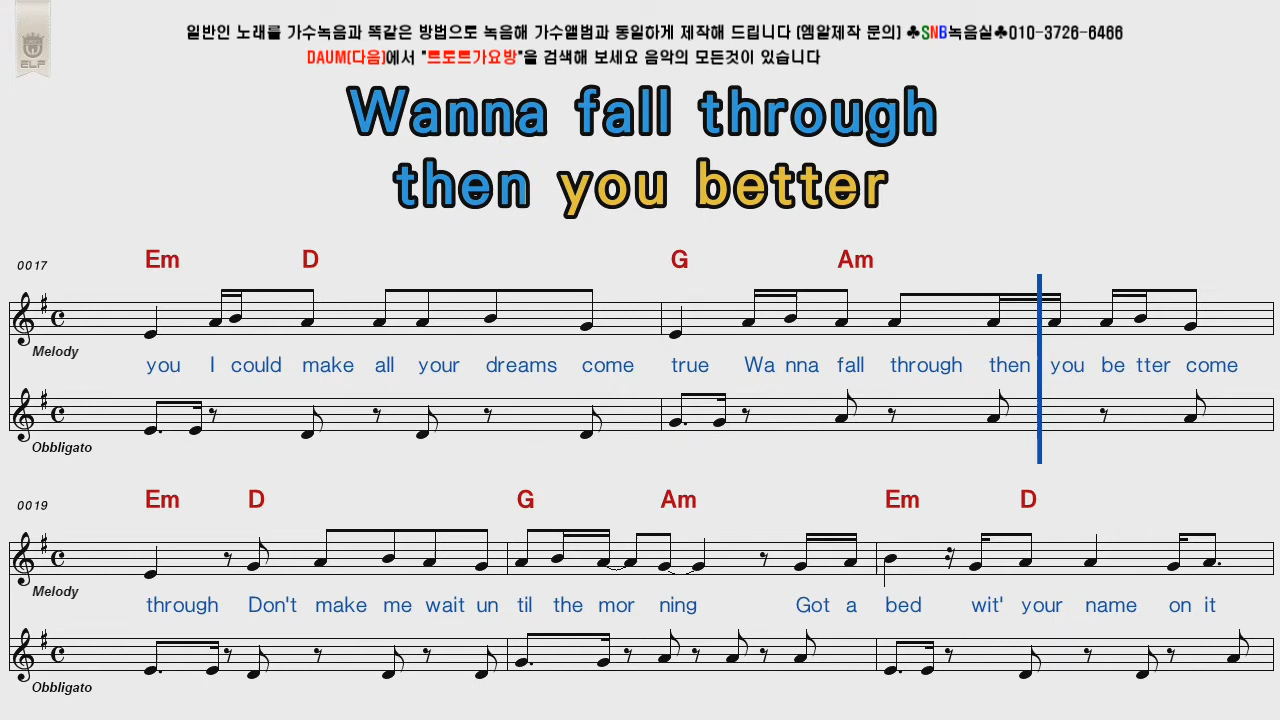 일반인 노래를 가수녹음과 똑같은 방법으로 녹음해 가수앨범과 동일하게 제작해 드립니다 (엠알제작 문의) ♣SNB녹음실♣010-3726-6466
DAUM(다음)에서 "트로트가요방"을 검색해 보세요 음악의 모든것이 있습니다
ELF
Wanna fall through
then you better
0017
Em D G Am
Melody
you I could make all your dreams come true Wa nna fall through then you be tter come
Obbligato
0019
Em D G Am Em D
Melody
through Don't make me wait un til the mor ning Got a bed wit' your name on it
Obbligato